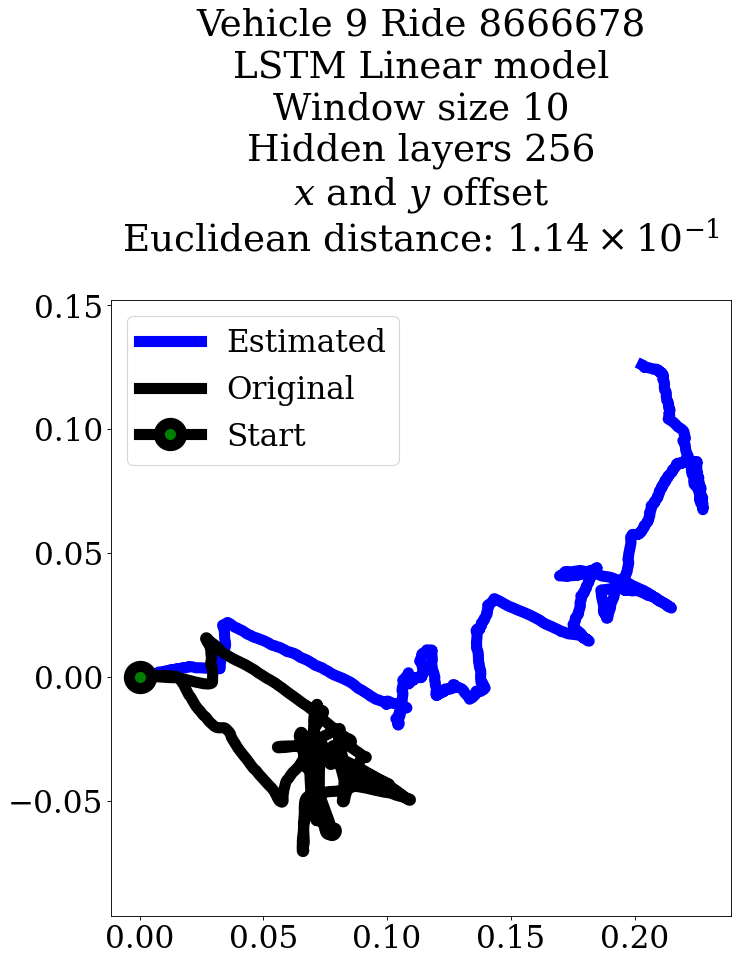 Vehicle 9 Ride 8666678
LSTM Linear model
Window size 10
Hidden layers 256
x and y offset
Euclidean distance: 1.14 × 10⁻¹
0.15
0.10
0.05
0.00
−0.05
Estimated
Original
Start
0.00 0.05 0.10 0.15 0.20